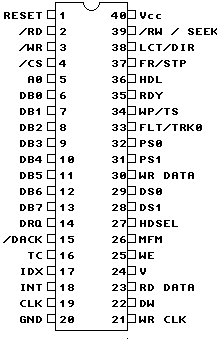 RESET 1 40 Vcc
/RD 2 39 /RW / SEEK
/WR 3 38 LCT/DIR
/CS 4 37 FR/STP
A0 5 36 HDL
DB0 6 35 RDY
DB1 7 34 WP/TS
DB2 8 33 FLT/TRK0
DB3 9 32 PS0
DB4 10 31 PS1
DB5 11 30 WR DATA
DB6 12 29 DS0
DB7 13 28 DS1
DRQ 14 27 HDSEL
/DACK 15 26 MFM
TC 16 25 WE
IDX 17 24 V
INT 18 23 RD DATA
CLK 19 22 DW
GND 20 21 WR CLK